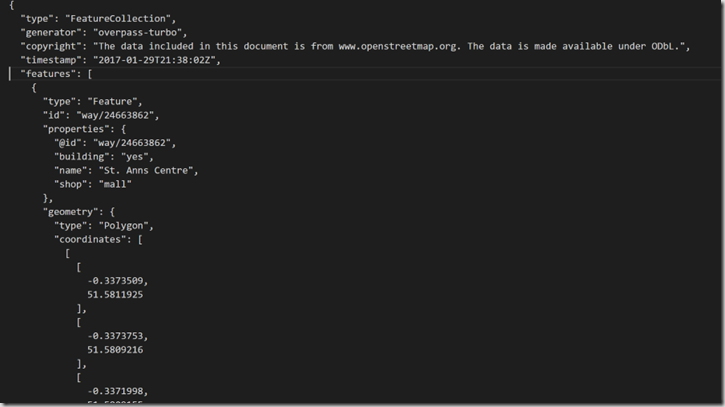 {
"type": "FeatureCollection",
"generator": "overpass-turbo",
"copyright": "The data included in this document is from www.openstreetmap.org. The data is made available under ODbL.",
"timestamp": "2017-01-29T21:38:02Z",
"features": [
{
"type": "Feature",
"id": "way/24663862",
"properties": {
"@id": "way/24663862",
"building": "yes",
"name": "St. Anns Centre",
"shop": "mall"
},
"geometry": {
"type": "Polygon",
"coordinates": [
[
[
-0.3373509,
51.5811925
],
[
-0.3373753,
51.5809216
],
[
-0.3371998,